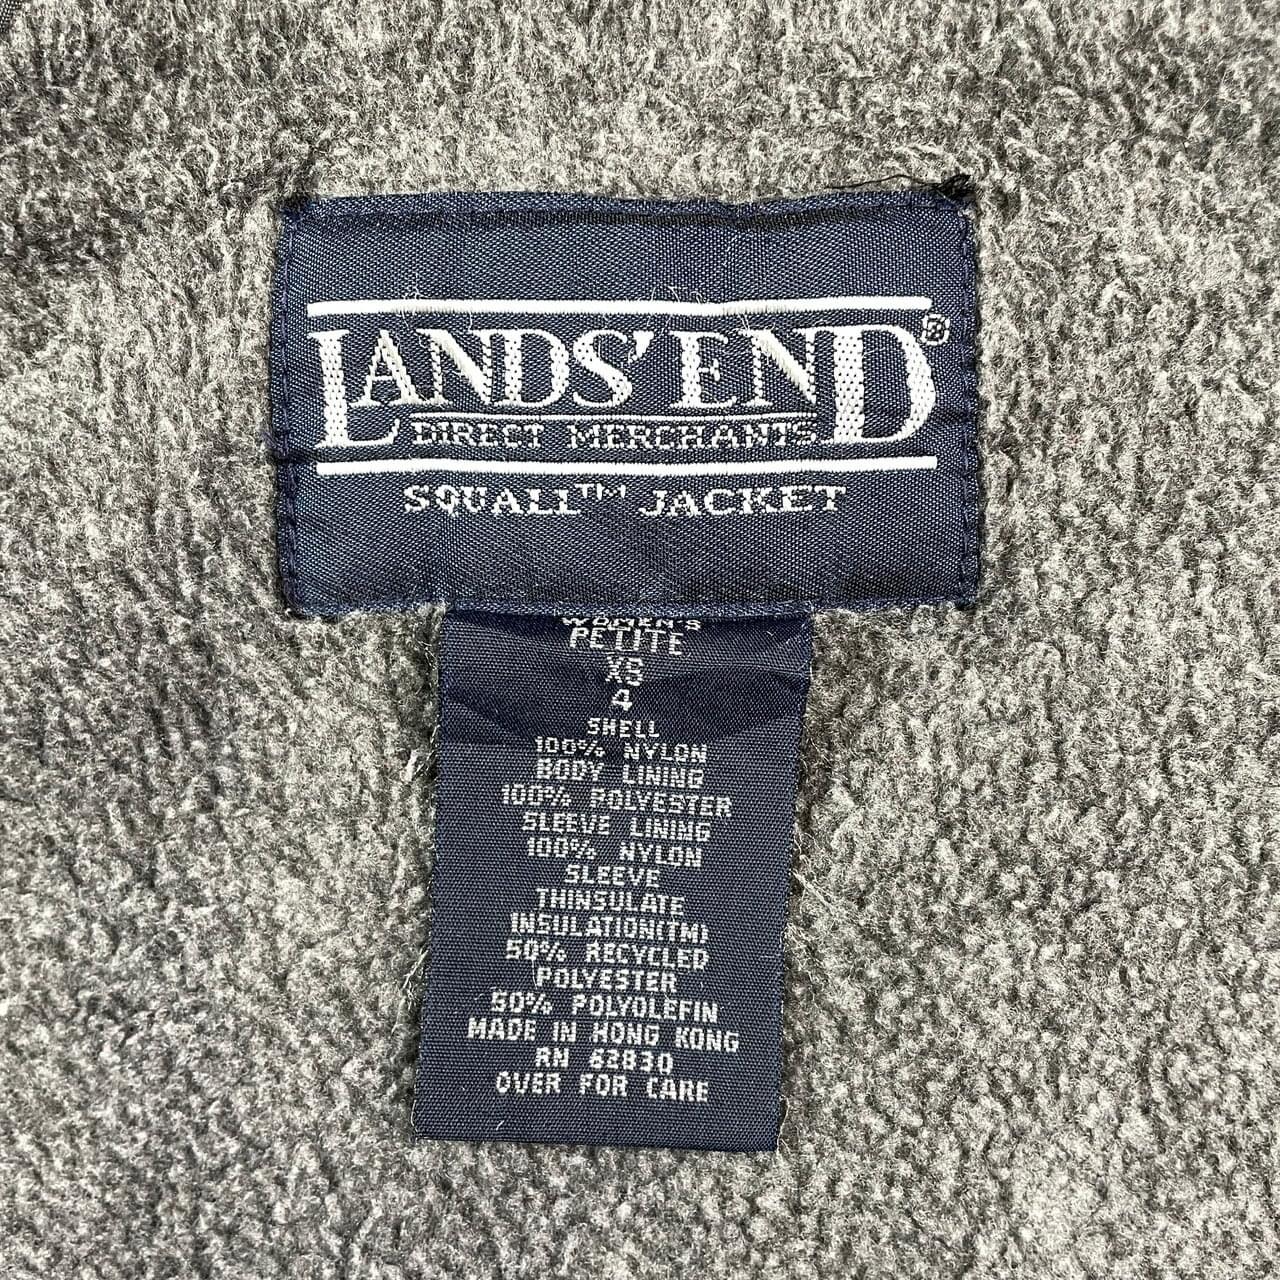 LANDS' END®
DIRECT MERCHANTS
SQUALL™ JACKET
WOMEN'S
PETITE
XS
4
SHELL
100% NYLON
BODY LINING
100% POLYESTER
SLEEVE LINING
100% NYLON
SLEEVE
THINSULATE
INSULATION(TM)
50% RECYCLED
POLYESTER
50% POLYOLEFIN
MADE IN HONG KONG
RN 62830
OVER FOR CARE